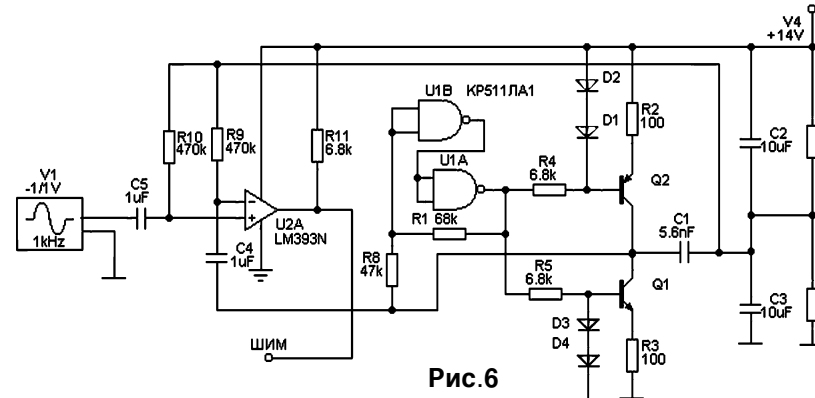 V4
+14V
D2
U1B
КР511ЛА1
R2
100
C2
10uF
R10
470k
R9
470k
R11
6.8k
D1
V1
-1/1V
C5
1uF
U1A
R4
6.8k
Q2
C1
5.6nF
1kHz
U2A
LM393N
R1 68k
C4
1uF
R8
47k
R5
6.8k
Q1
C3
10uF
D3
D4
R3
100
ШИМ
Рис.6